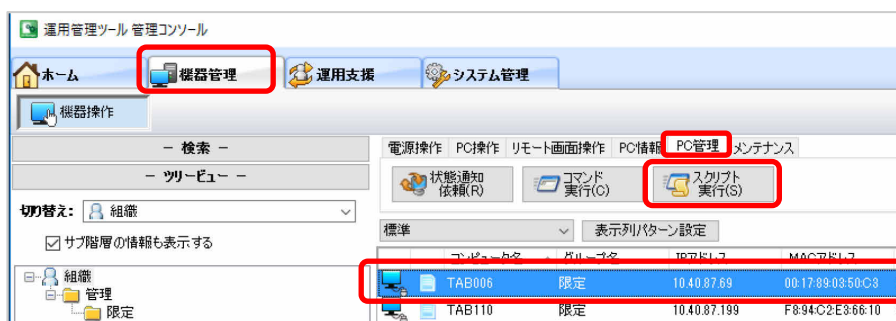 運用管理ツール 管理コンソール
ホーム 機器管理 運用支援 システム管理
機器操作
－ 検索 －
－ ツリービュー －
切り替え： 組織
サブ階層の情報も表示する
組織
管理
限定
電源操作 PC操作 リモート画面操作 PC情報 PC管理 メンテナンス
状態通知依頼(R) コマンド実行(C) スクリプト実行(S)
標準 表示列パターン設定
コンピュータ名 グループ名 IPアドレス MACアドレス
TAB006 限定 10.40.87.69 00:17:89:03:50:C3
TAB110 限定 10.40.87.199 F8:94:C2:E3:66:10